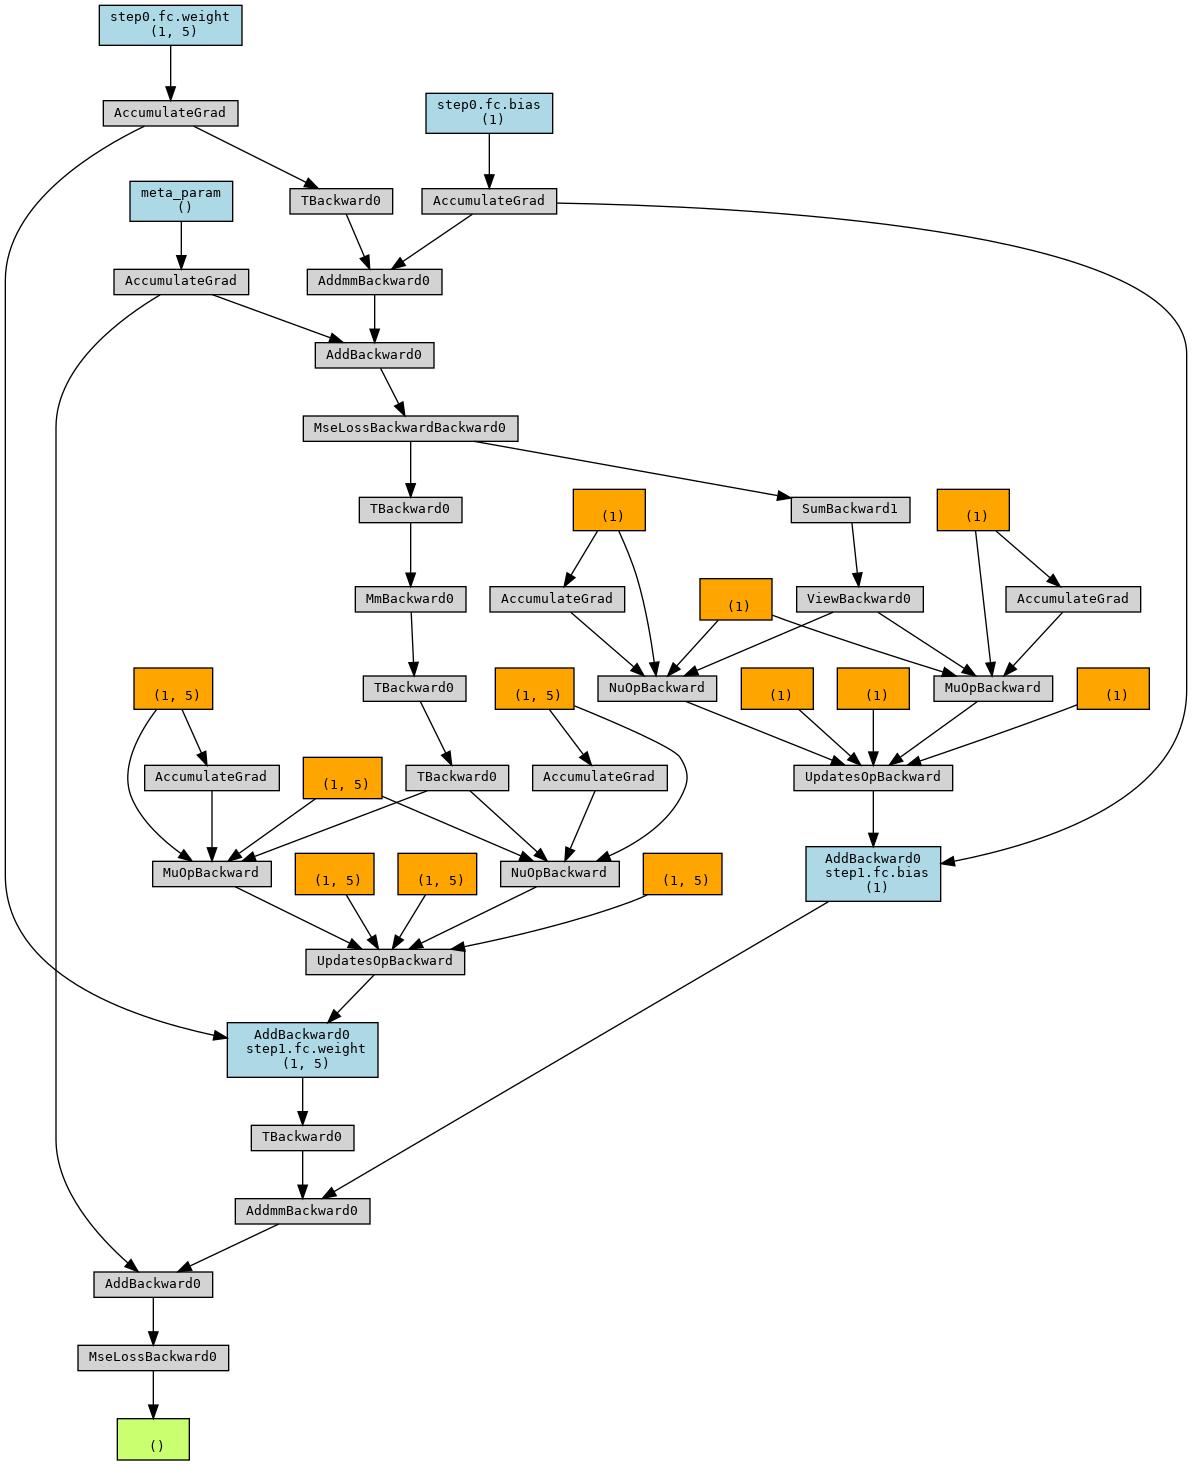 step0.fc.weight
(1, 5)
AccumulateGrad
step0.fc.bias
(1)
meta_param
()
TBackward0
AccumulateGrad
AccumulateGrad
AddmmBackward0
AddBackward0
MseLossBackwardBackward0
TBackward0
(1)
SumBackward1
(1)
MmBackward0
AccumulateGrad
(1)
ViewBackward0
AccumulateGrad
(1, 5)
TBackward0
(1, 5)
NuOpBackward
(1)
(1)
MuOpBackward
(1)
AccumulateGrad
(1, 5)
TBackward0
AccumulateGrad
UpdatesOpBackward
MuOpBackward
(1, 5)
(1, 5)
NuOpBackward
(1, 5)
AddBackward0
step1.fc.bias
(1)
UpdatesOpBackward
AddBackward0
step1.fc.weight
(1, 5)
TBackward0
AddmmBackward0
AddBackward0
MseLossBackward0
()